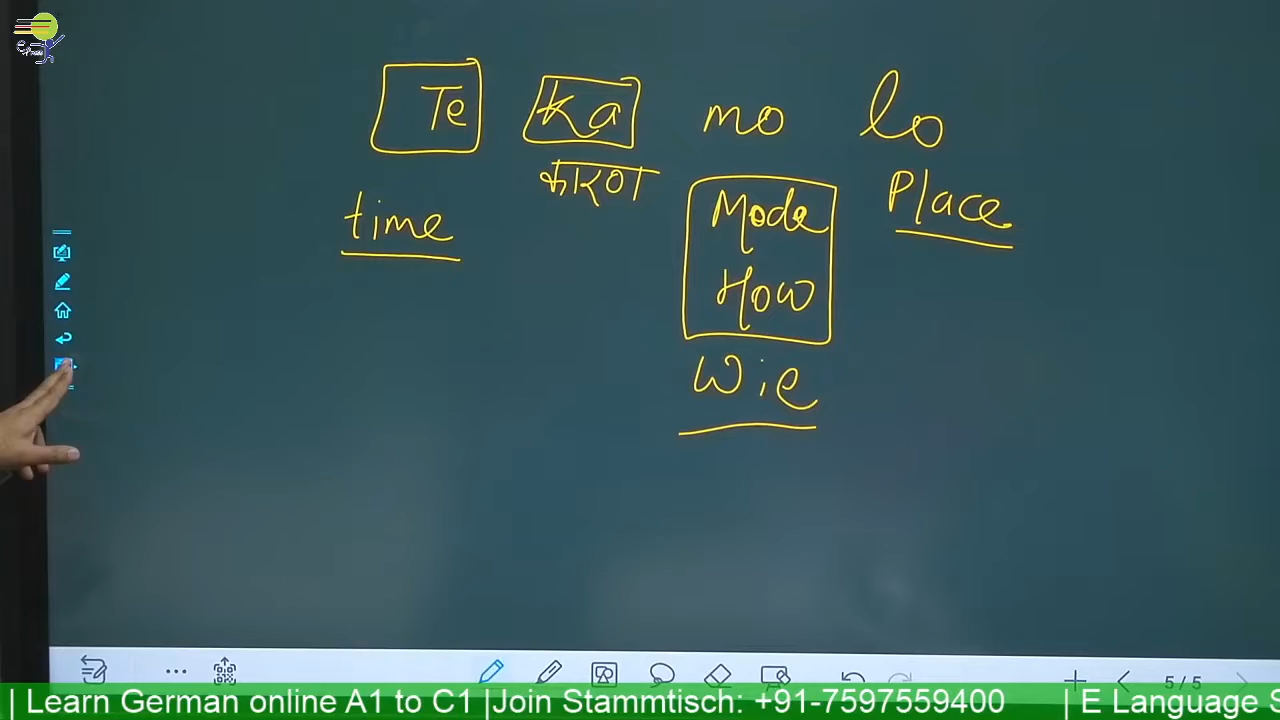 Te Ka mo lo
कारण
time
Mode
How
Place
Wie
5/5
| Learn German online A1 to C1 |Join Stammtisch: +91-7597559400 | E Language S